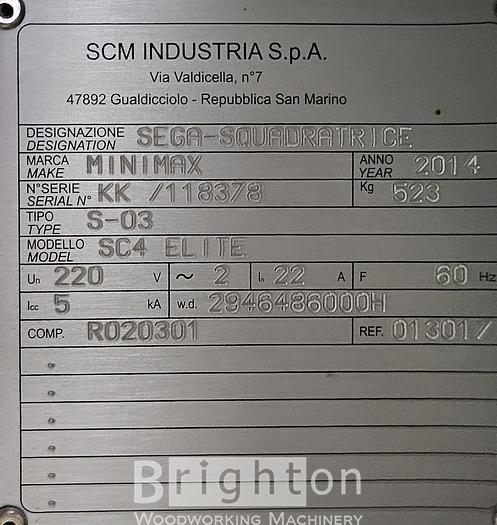 SCM INDUSTRIA S.p.A.
Via Valdicella, n°7
47892 Gualdicciolo - Repubblica San Marino
DESIGNAZIONE SEGA-SQUADRATRICE
DESIGNATION
MARCA MINIMAX ANNO 2014
MAKE YEAR
N°SERIE KK /118378 Kg 523
SERIAL N°
TIPO S-03
TYPE
MODELLO SC4 ELITE
MODEL
Un 220 V ~ 2 In 22 A F 60 Hz
Icc 5 kA w.d. 2946486000H
COMP. R020301 REF. 01301/
Brighton
WOODWORKING MACHINERY